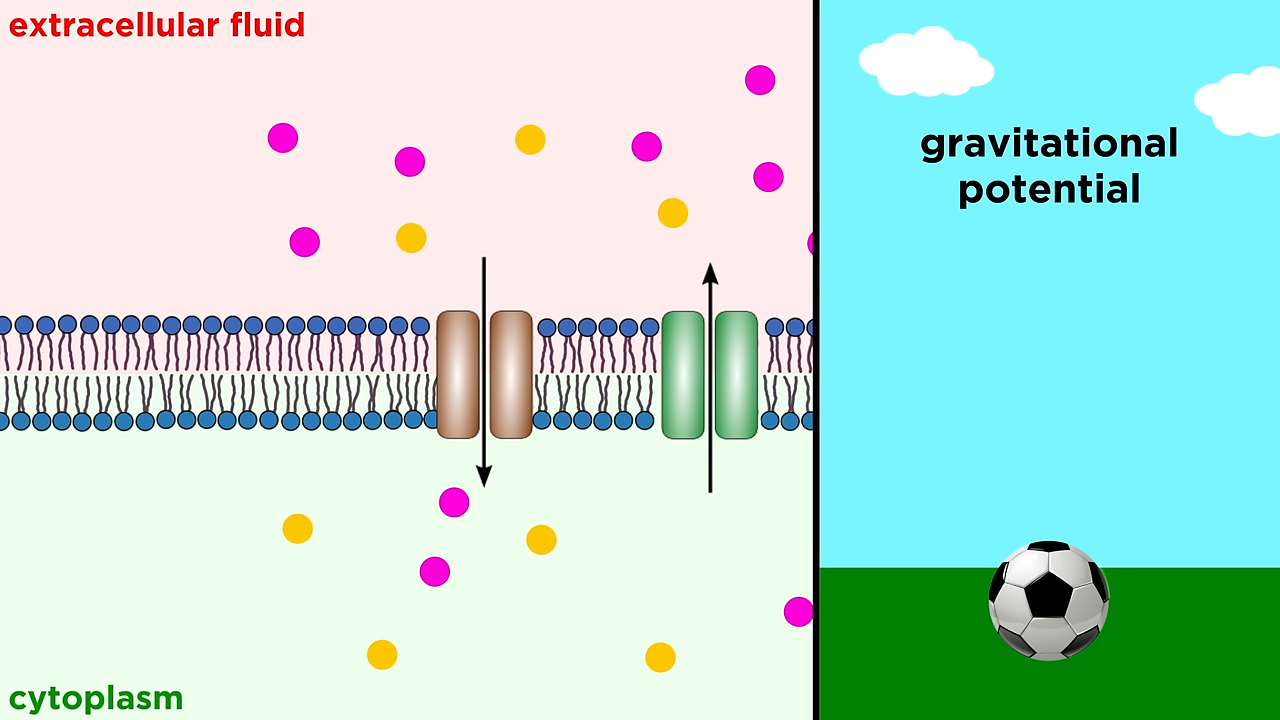 extracellular fluid
gravitational
potential
cytoplasm